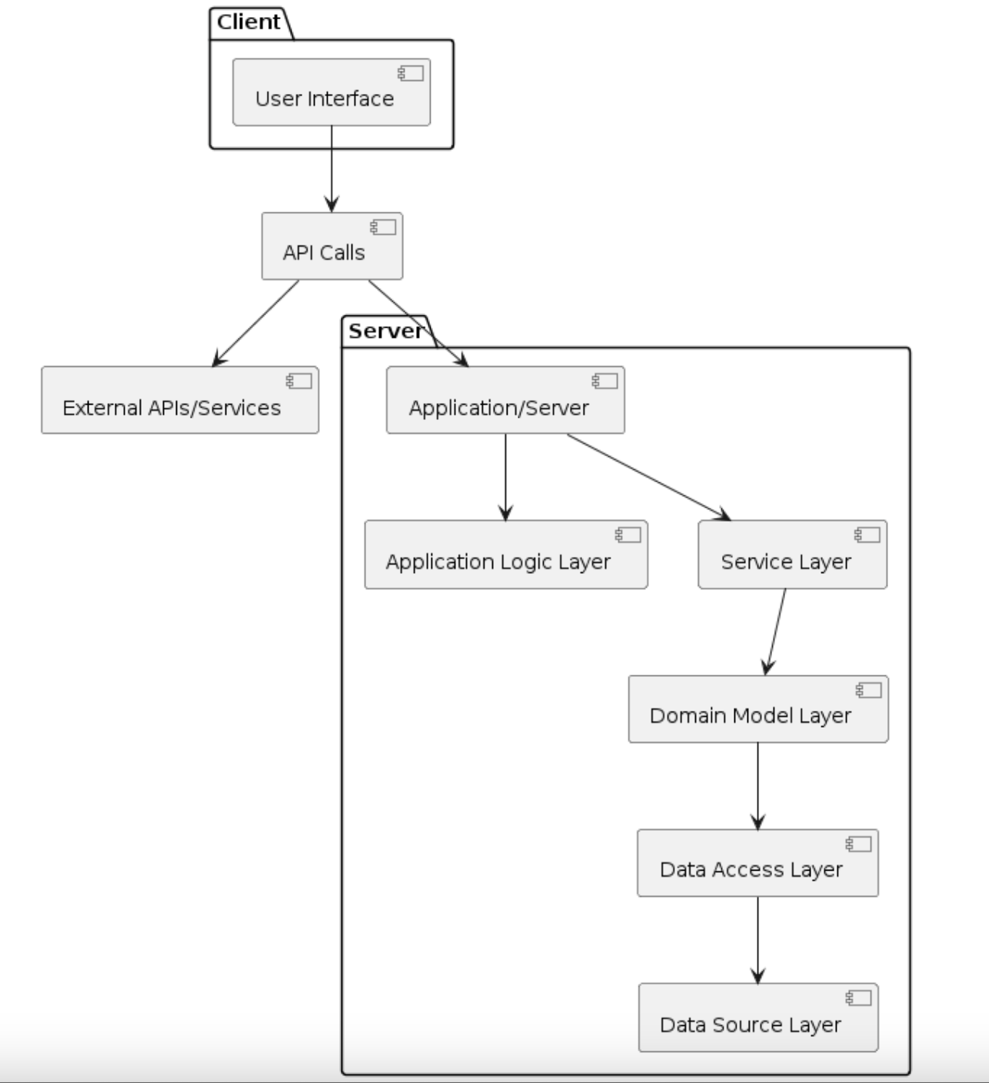 Client
User Interface
API Calls
Server
External APIs/Services
Application/Server
Application Logic Layer
Service Layer
Domain Model Layer
Data Access Layer
Data Source Layer